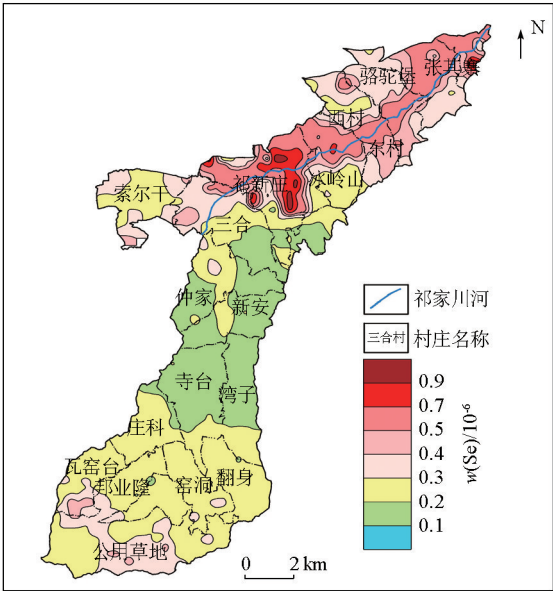 N
骆驼堡
张其寨
西村
东村
祁新庄
水岭山
索尔干
三合
仲家
新安
寺台
湾子
庄科
瓦窑台
邦业隆
窑洞
翻身
公用草地
祁家川河
三合村
村庄名称
0.9
0.7
0.5
0.4
0.3
0.2
0.1
w(Se)/10⁻⁶
0 2 km